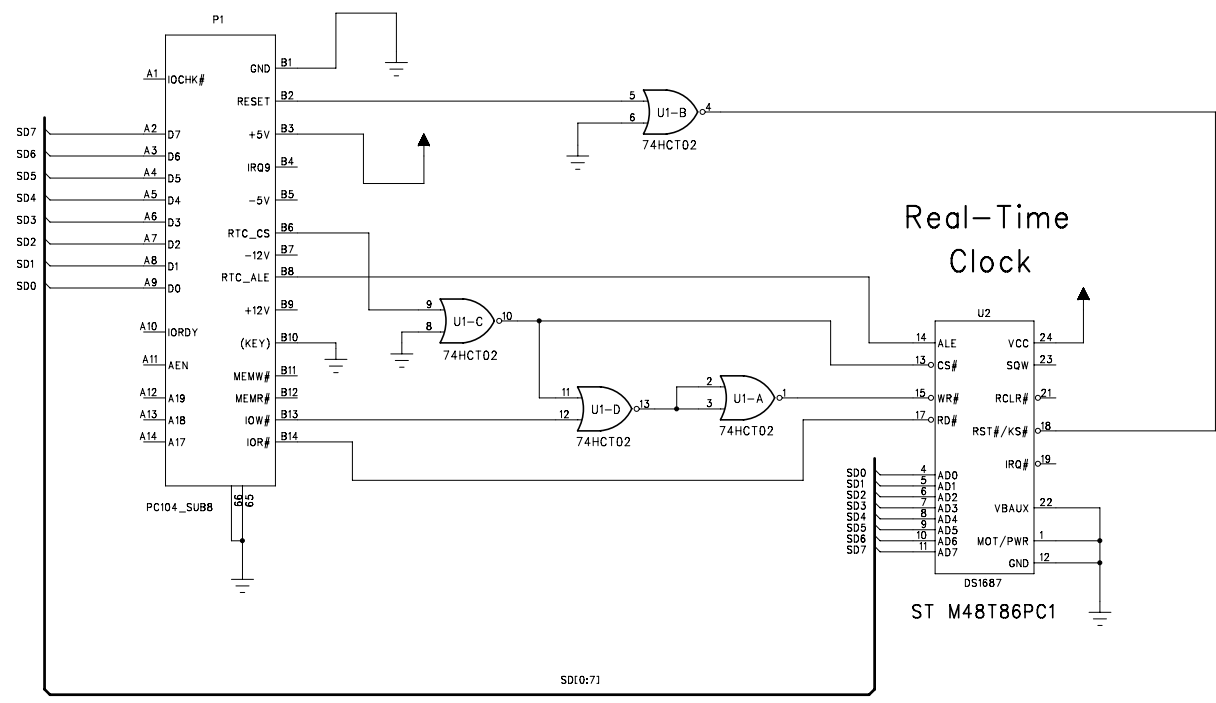 P1
A1 IOCHK#
SD7 A2 D7
SD6 A3 D6
SD5 A4 D5
SD4 A5 D4
SD3 A6 D3
SD2 A7 D2
SD1 A8 D1
SD0 A9 D0
A10 IORDY
A11 AEN
A12 A19
A13 A18
A14 A17
GND B1
RESET B2
+5V B3
IRQ9 B4
-5V B5
RTC_CS B6
-12V B7
RTC_ALE B8
+12V B9
(KEY) B10
MEMW# B11
MEMR# B12
IOW# B13
IOR# B14
66 65
PC104_SUB8
5 6 U1-B 4
74HCT02
9 8 U1-C 10
74HCT02
11 12 U1-D 13
74HCT02
2 3 U1-A 1
74HCT02
Real-Time
Clock
U2
14 ALE
13 CS#
15 WR#
17 RD#
SD0 4 AD0
SD1 5 AD1
SD2 6 AD2
SD3 7 AD3
SD4 8 AD4
SD5 9 AD5
SD6 10 AD6
SD7 11 AD7
VCC 24
SQW 23
RCLR# 21
RST#/KS# 18
IRQ# 19
VBAUX 22
MOT/PWR 1
GND 12
DS1687
ST M48T86PC1
SD[0:7]